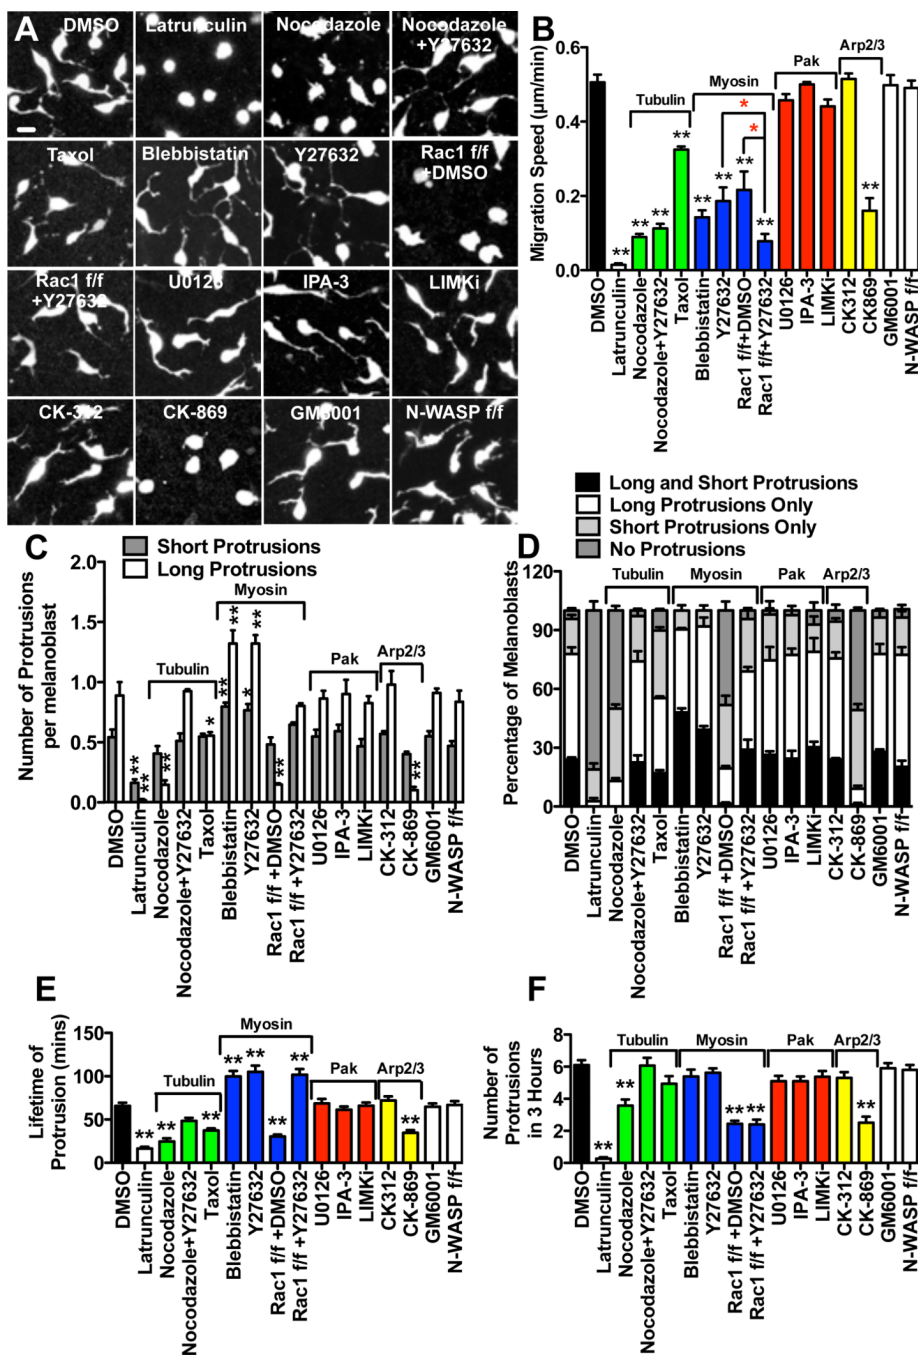 A
DMSO
Latrunculin
Nocodazole
Nocodazole
+Y27632
Taxol
Blebbistatin
Y27632
Rac1 f/f
+DMSO
Rac1 f/f
+Y27632
U0126
IPA-3
LIMKi
CK-312
CK-869
GM6001
N-WASP f/f
B
Migration Speed (μm/min)
0.6
0.4
0.2
0.0
Tubulin
Myosin
Pak
Arp2/3
**
**
**
**
**
**
**
**
*
*
**
DMSO
Latrunculin
Nocodazole
Nocodazole+Y27632
Taxol
Blebbistatin
Y27632
Rac1 f/f+DMSO
Rac1 f/f+Y27632
U0126
IPA-3
LIMKi
CK312
CK869
GM6001
N-WASP f/f
C
Short Protrusions
Long Protrusions
Number of Protrusions
per melanoblast
2.0
1.5
1.0
0.5
0.0
Tubulin
Myosin
Pak
Arp2/3
**
**
**
*
**
**
*
**
**
**
DMSO
Latrunculin
Nocodazole
Nocodazole+Y27632
Taxol
Blebbistatin
Y27632
Rac1 f/f +DMSO
Rac1 f/f +Y27632
U0126
IPA-3
LIMKi
CK-312
CK-869
GM6001
N-WASP f/f
D
Long and Short Protrusions
Long Protrusions Only
Short Protrusions Only
No Protrusions
Percentage of Melanoblasts
120
90
60
30
0
Tubulin
Myosin
Pak
Arp2/3
DMSO
Latrunculin
Nocodazole
Nocodazole+Y27632
Taxol
Blebbistatin
Y27632
Rac1 f/f +DMSO
Rac1 f/f +Y27632
U0126
IPA-3
LIMKi
CK-312
CK-869
GM6001
N-WASP f/f
E
Lifetime of
Protrusion (mins)
150
100
50
0
Tubulin
Myosin
Pak
Arp2/3
**
**
**
**
**
**
**
**
DMSO
Latrunculin
Nocodazole
Nocodazole+Y27632
Taxol
Blebbistatin
Y27632
Rac1 f/f +DMSO
Rac1 f/f +Y27632
U0126
IPA-3
LIMKi
CK312
CK-869
GM6001
N-WASP f/f
F
Number of
Protrusions
in 3 Hours
8
6
4
2
0
Tubulin
Myosin
Pak
Arp2/3
**
**
**
**
**
DMSO
Latrunculin
Nocodazole
Nocodazole+Y27632
Taxol
Blebbistatin
Y27632
Rac1 f/f +DMSO
Rac1 f/f +Y27632
U0126
IPA-3
LIMKi
CK-312
CK-869
GM6001
N-WASP f/f